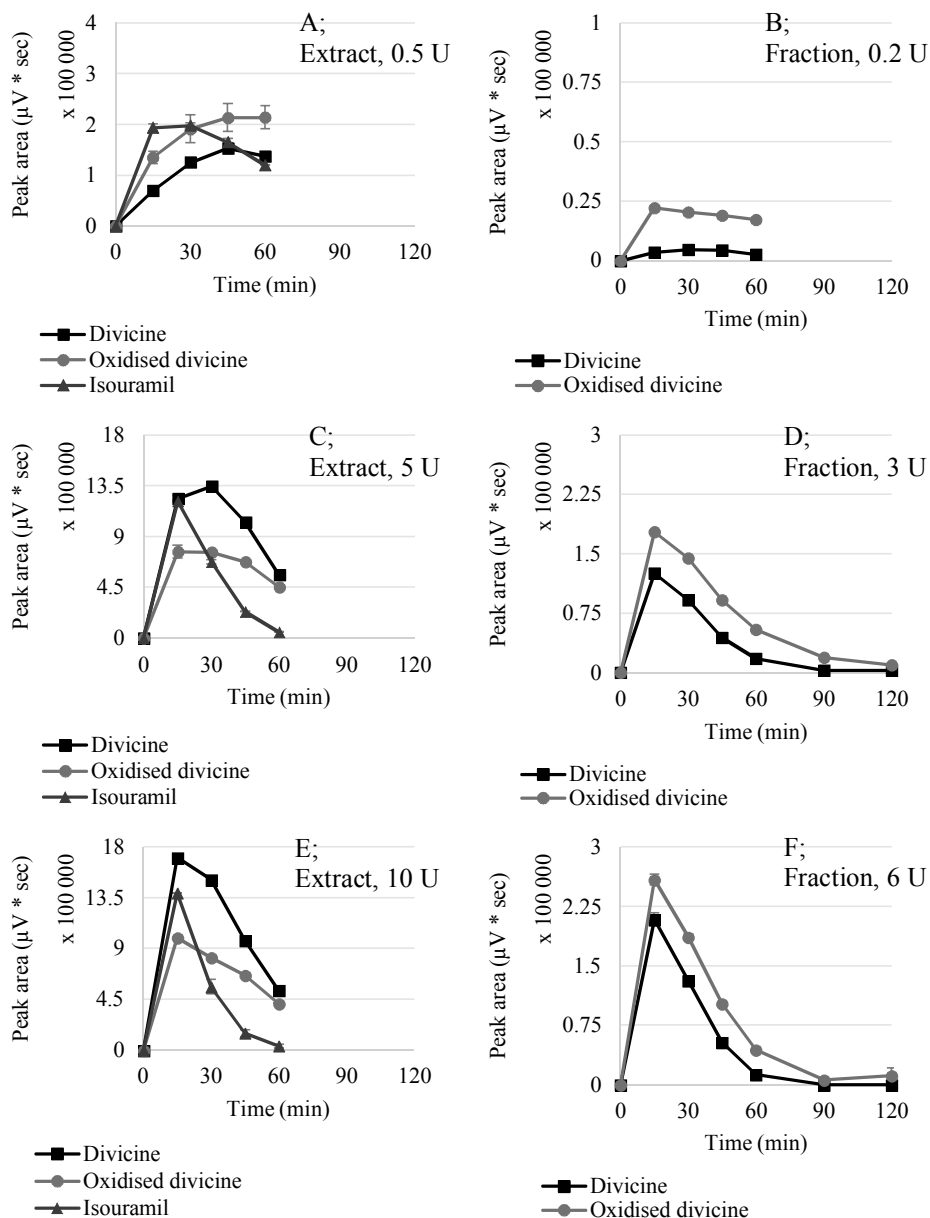 A;
Extract, 0.5 U
Peak area (µV * sec)
x 100 000
4
3
2
1
0
0 30 60 90 120
Time (min)
Divicine
Oxidised divicine
Isouramil
B;
Fraction, 0.2 U
Peak area (µV * sec)
x 100 000
1
0.75
0.5
0.25
0
0 30 60 90 120
Time (min)
Divicine
Oxidised divicine
C;
Extract, 5 U
Peak area (µV * sec)
x 100 000
18
13.5
9
4.5
0
0 30 60 90 120
Time (min)
Divicine
Oxidised divicine
Isouramil
D;
Fraction, 3 U
Peak area (µV * sec)
x 100 000
3
2.25
1.5
0.75
0
0 30 60 90 120
Time (min)
Divicine
Oxidised divicine
E;
Extract, 10 U
Peak area (µV * sec)
x 100 000
18
13.5
9
4.5
0
0 30 60 90 120
Time (min)
Divicine
Oxidised divicine
Isouramil
F;
Fraction, 6 U
Peak area (µV * sec)
x 100 000
3
2.25
1.5
0.75
0
0 30 60 90 120
Time (min)
Divicine
Oxidised divicine